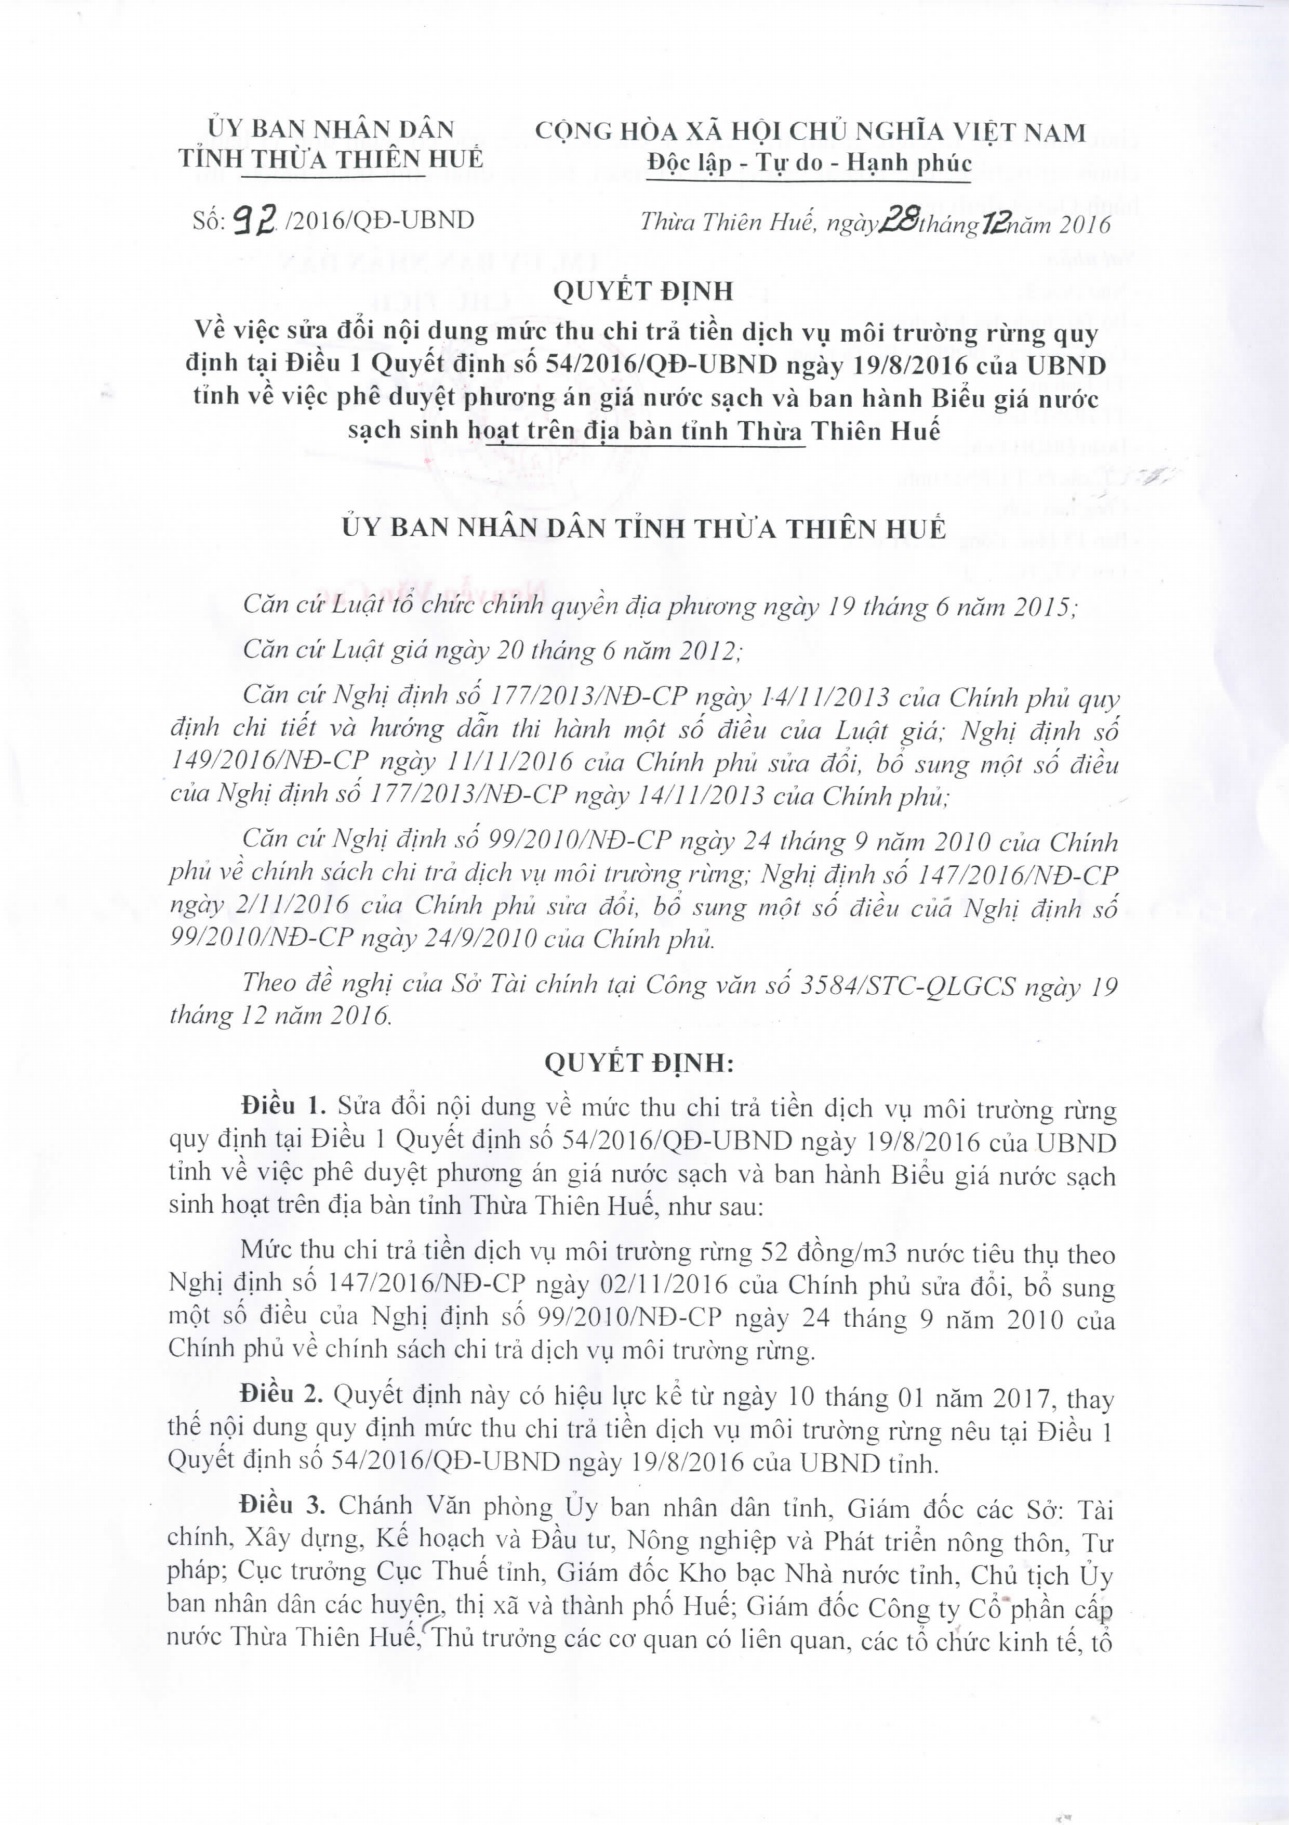 ỦY BAN NHÂN DÂN
TỈNH THỪA THIÊN HUẾ
CỘNG HÒA XÃ HỘI CHỦ NGHĨA VIỆT NAM
Độc lập - Tự do - Hạnh phúc
Số: 92 /2016/QĐ-UBND
Thừa Thiên Huế, ngày 28 tháng 12 năm 2016
QUYẾT ĐỊNH
Về việc sửa đổi nội dung mức thu chi trả tiền dịch vụ môi trường rừng quy
định tại Điều 1 Quyết định số 54/2016/QĐ-UBND ngày 19/8/2016 của UBND
tỉnh về việc phê duyệt phương án giá nước sạch và ban hành Biểu giá nước
sạch sinh hoạt trên địa bàn tỉnh Thừa Thiên Huế
ỦY BAN NHÂN DÂN TỈNH THỪA THIÊN HUẾ
Căn cứ Luật tổ chức chính quyền địa phương ngày 19 tháng 6 năm 2015;
Căn cứ Luật giá ngày 20 tháng 6 năm 2012;
Căn cứ Nghị định số 177/2013/NĐ-CP ngày 14/11/2013 của Chính phủ quy
định chi tiết và hướng dẫn thi hành một số điều của Luật giá; Nghị định số
149/2016/NĐ-CP ngày 11/11/2016 của Chính phủ sửa đổi, bổ sung một số điều
của Nghị định số 177/2013/NĐ-CP ngày 14/11/2013 của Chính phủ;
Căn cứ Nghị định số 99/2010/NĐ-CP ngày 24 tháng 9 năm 2010 của Chính
phủ về chính sách chi trả dịch vụ môi trường rừng; Nghị định số 147/2016/NĐ-CP
ngày 2/11/2016 của Chính phủ sửa đổi, bổ sung một số điều củả Nghị định số
99/2010/NĐ-CP ngày 24/9/2010 của Chính phủ.
Theo đề nghị của Sở Tài chính tại Công văn số 3584/STC-QLGCS ngày 19
tháng 12 năm 2016.
QUYẾT ĐỊNH:
Điều 1. Sửa đổi nội dung về mức thu chi trả tiền dịch vụ môi trường rừng
quy định tại Điều 1 Quyết định số 54/2016/QĐ-UBND ngày 19/8/2016 của UBND
tỉnh về việc phê duyệt phương án giá nước sạch và ban hành Biểu giá nước sạch
sinh hoạt trên địa bàn tỉnh Thừa Thiên Huế, như sau:
Mức thu chi trả tiền dịch vụ môi trường rừng 52 đồng/m3 nước tiêu thụ theo
Nghị định số 147/2016/NĐ-CP ngày 02/11/2016 của Chính phủ sửa đổi, bổ sung
một số điều của Nghị định số 99/2010/NĐ-CP ngày 24 tháng 9 năm 2010 của
Chính phủ về chính sách chi trả dịch vụ môi trường rừng.
Điều 2. Quyết định này có hiệu lực kể từ ngày 10 tháng 01 năm 2017, thay
thế nội dung quy định mức thu chi trả tiền dịch vụ môi trường rừng nêu tại Điều 1
Quyết định số 54/2016/QĐ-UBND ngày 19/8/2016 của UBND tỉnh.
Điều 3. Chánh Văn phòng Ủy ban nhân dân tỉnh, Giám đốc các Sở: Tài
chính, Xây dựng, Kế hoạch và Đầu tư, Nông nghiệp và Phát triển nông thôn, Tư
pháp; Cục trưởng Cục Thuế tỉnh, Giám đốc Kho bạc Nhà nước tỉnh, Chủ tịch Ủy
ban nhân dân các huyện, thị xã và thành phố Huế; Giám đốc Công ty Cổ phần cấp
nước Thừa Thiên Huế, Thủ trưởng các cơ quan có liên quan, các tổ chức kinh tế, tổ